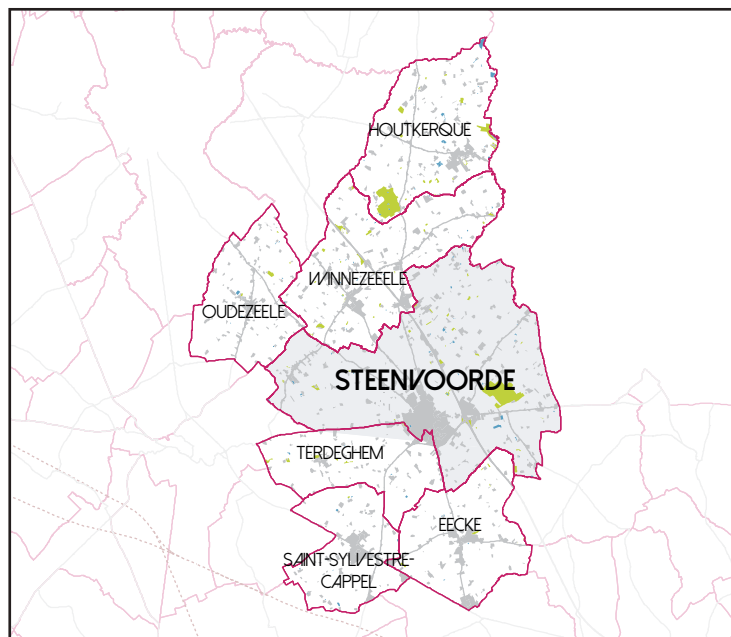 HOUTKERQUE
WINNEZEELE
OUDEZEELE
STEENVOORDE
TERDEGHEM
EECKE
SAINT-SYLVESTRE-
CAPPEL